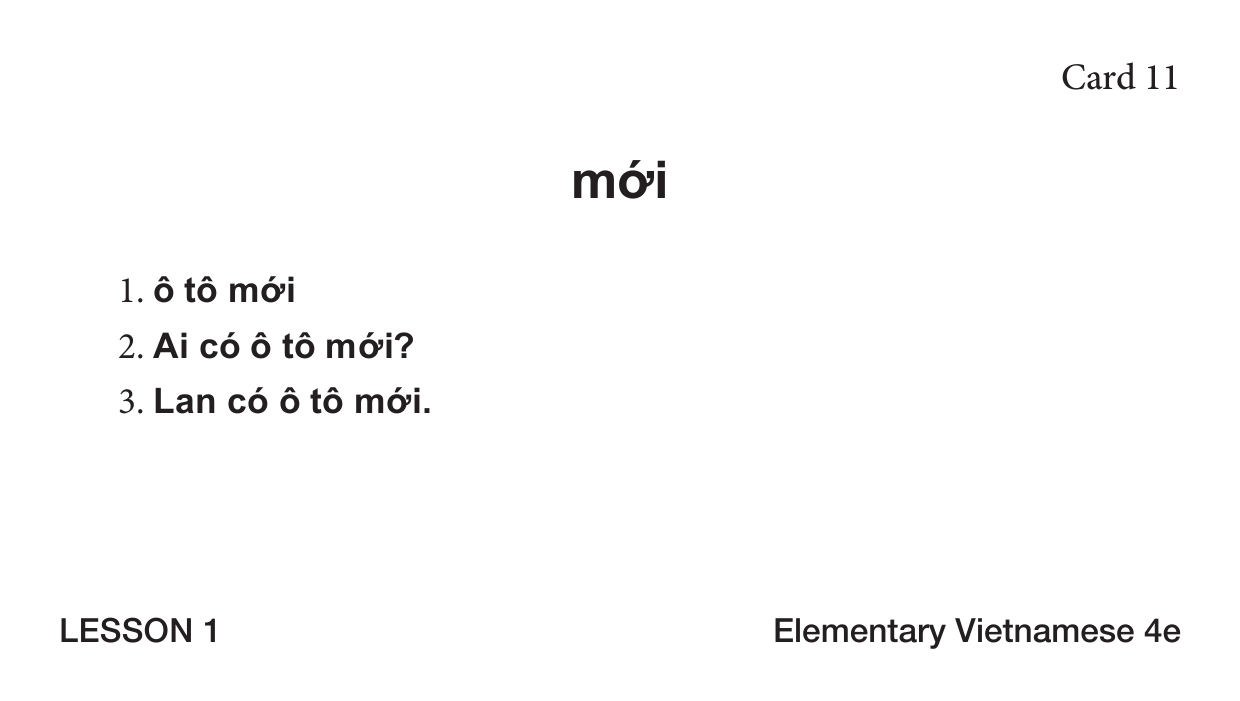 Card 11
mới
1. ô tô mới
2. Ai có ô tô mới?
3. Lan có ô tô mới.
LESSON 1
Elementary Vietnamese 4e